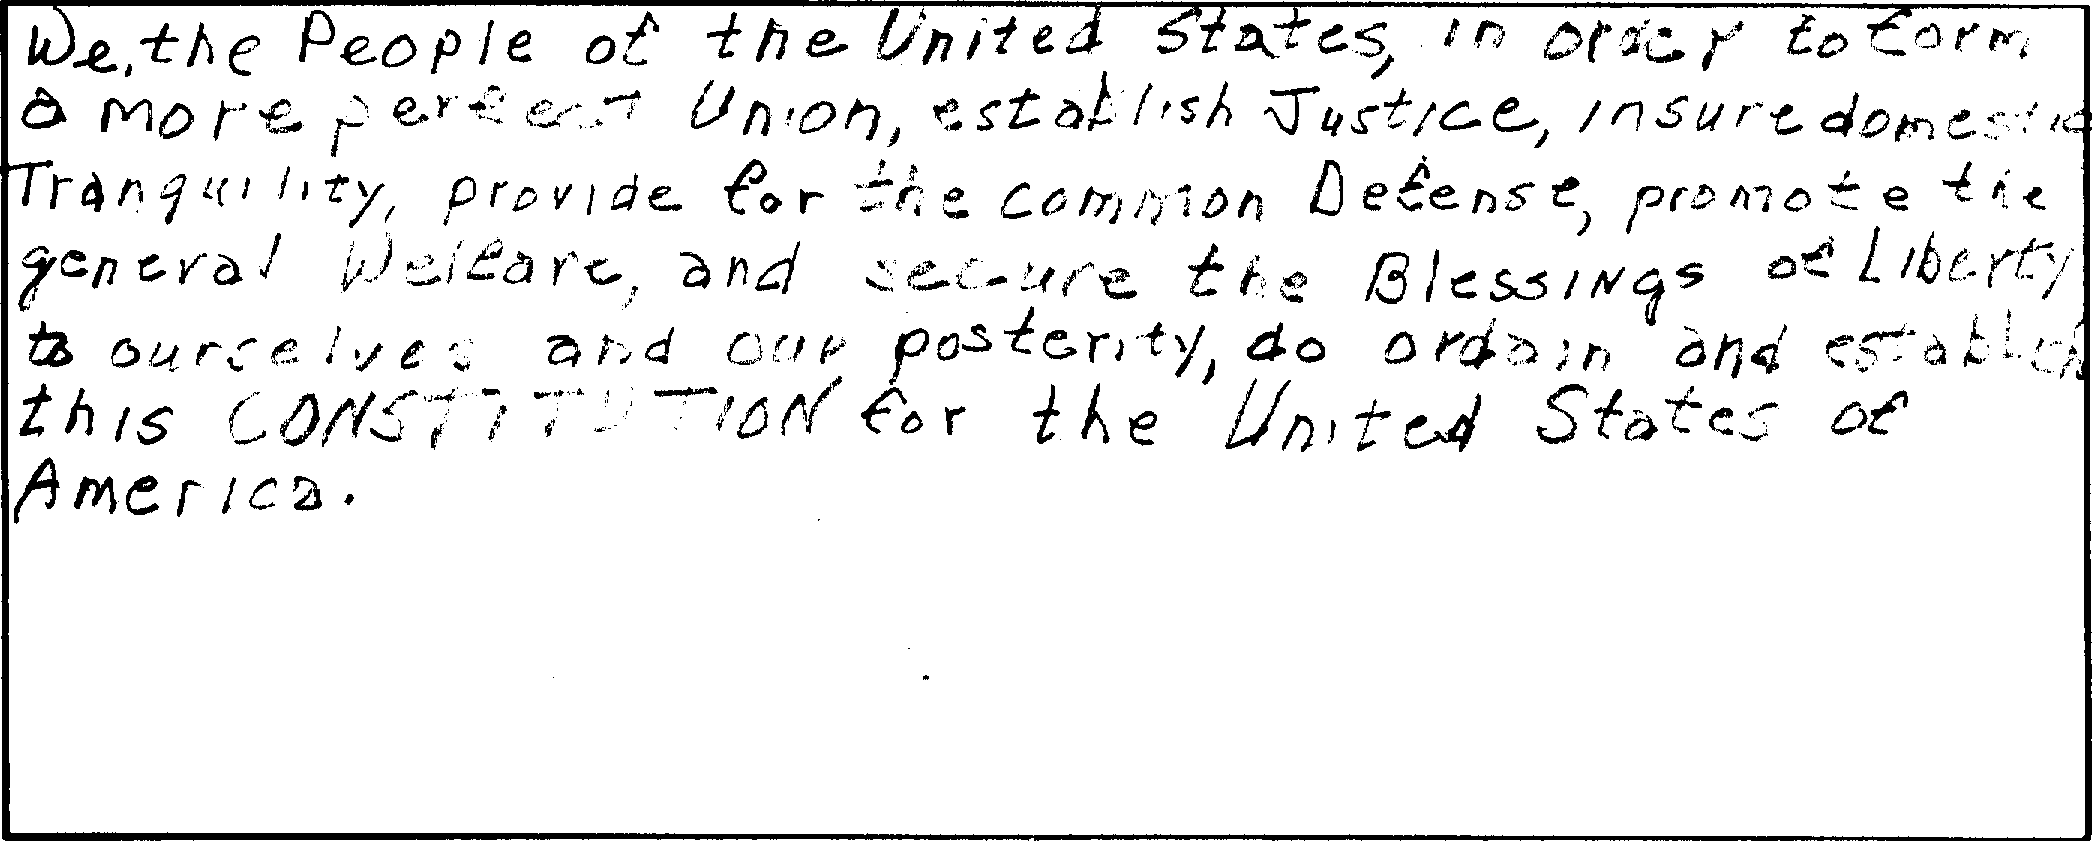 We, the People of the United States, in order to form
a more perfect Union, establish Justice, insure domestic
Tranquility, provide for the common Defense, promote the
general Welfare, and secure the Blessings of Liberty
to ourselves and our posterity, do ordain and establish
this CONSTITUTION for the United States of
America.